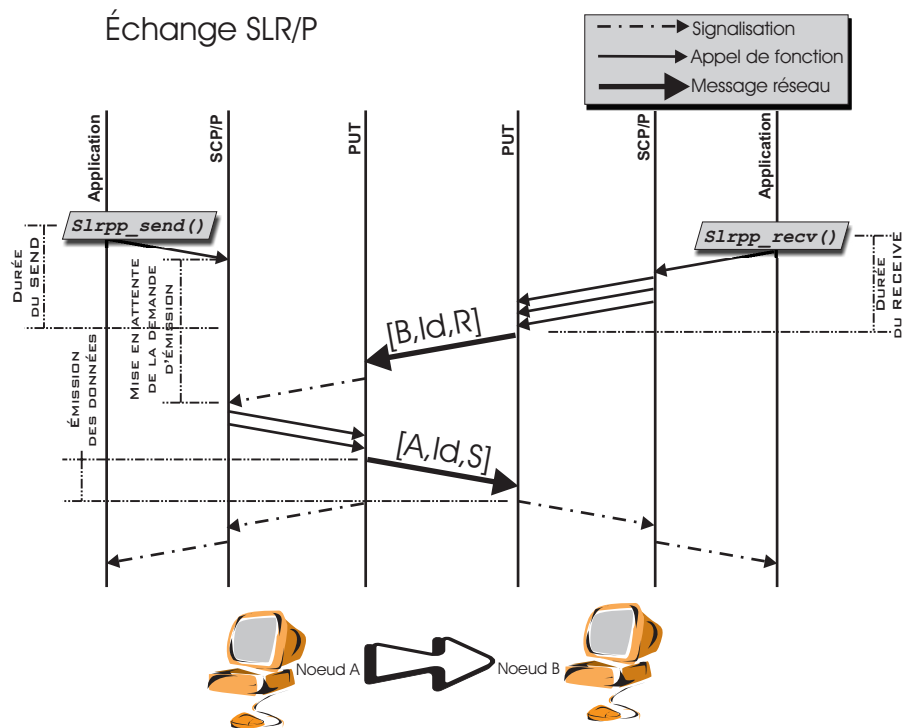 Échange SLR/P
Signalisation
Appel de fonction
Message réseau
Application
SCP/P
PUT
PUT
SCP/P
Application
Slrpp_send()
Slrpp_recv()
DURÉE
DU SEND
MISE EN ATTENTE
DE LA DEMANDE
D'ÉMISSION
ÉMISSION
DES DONNÉES
DURÉE
DU RECEIVE
[B,Id,R]
[A,Id,S]
Noeud A
Noeud B